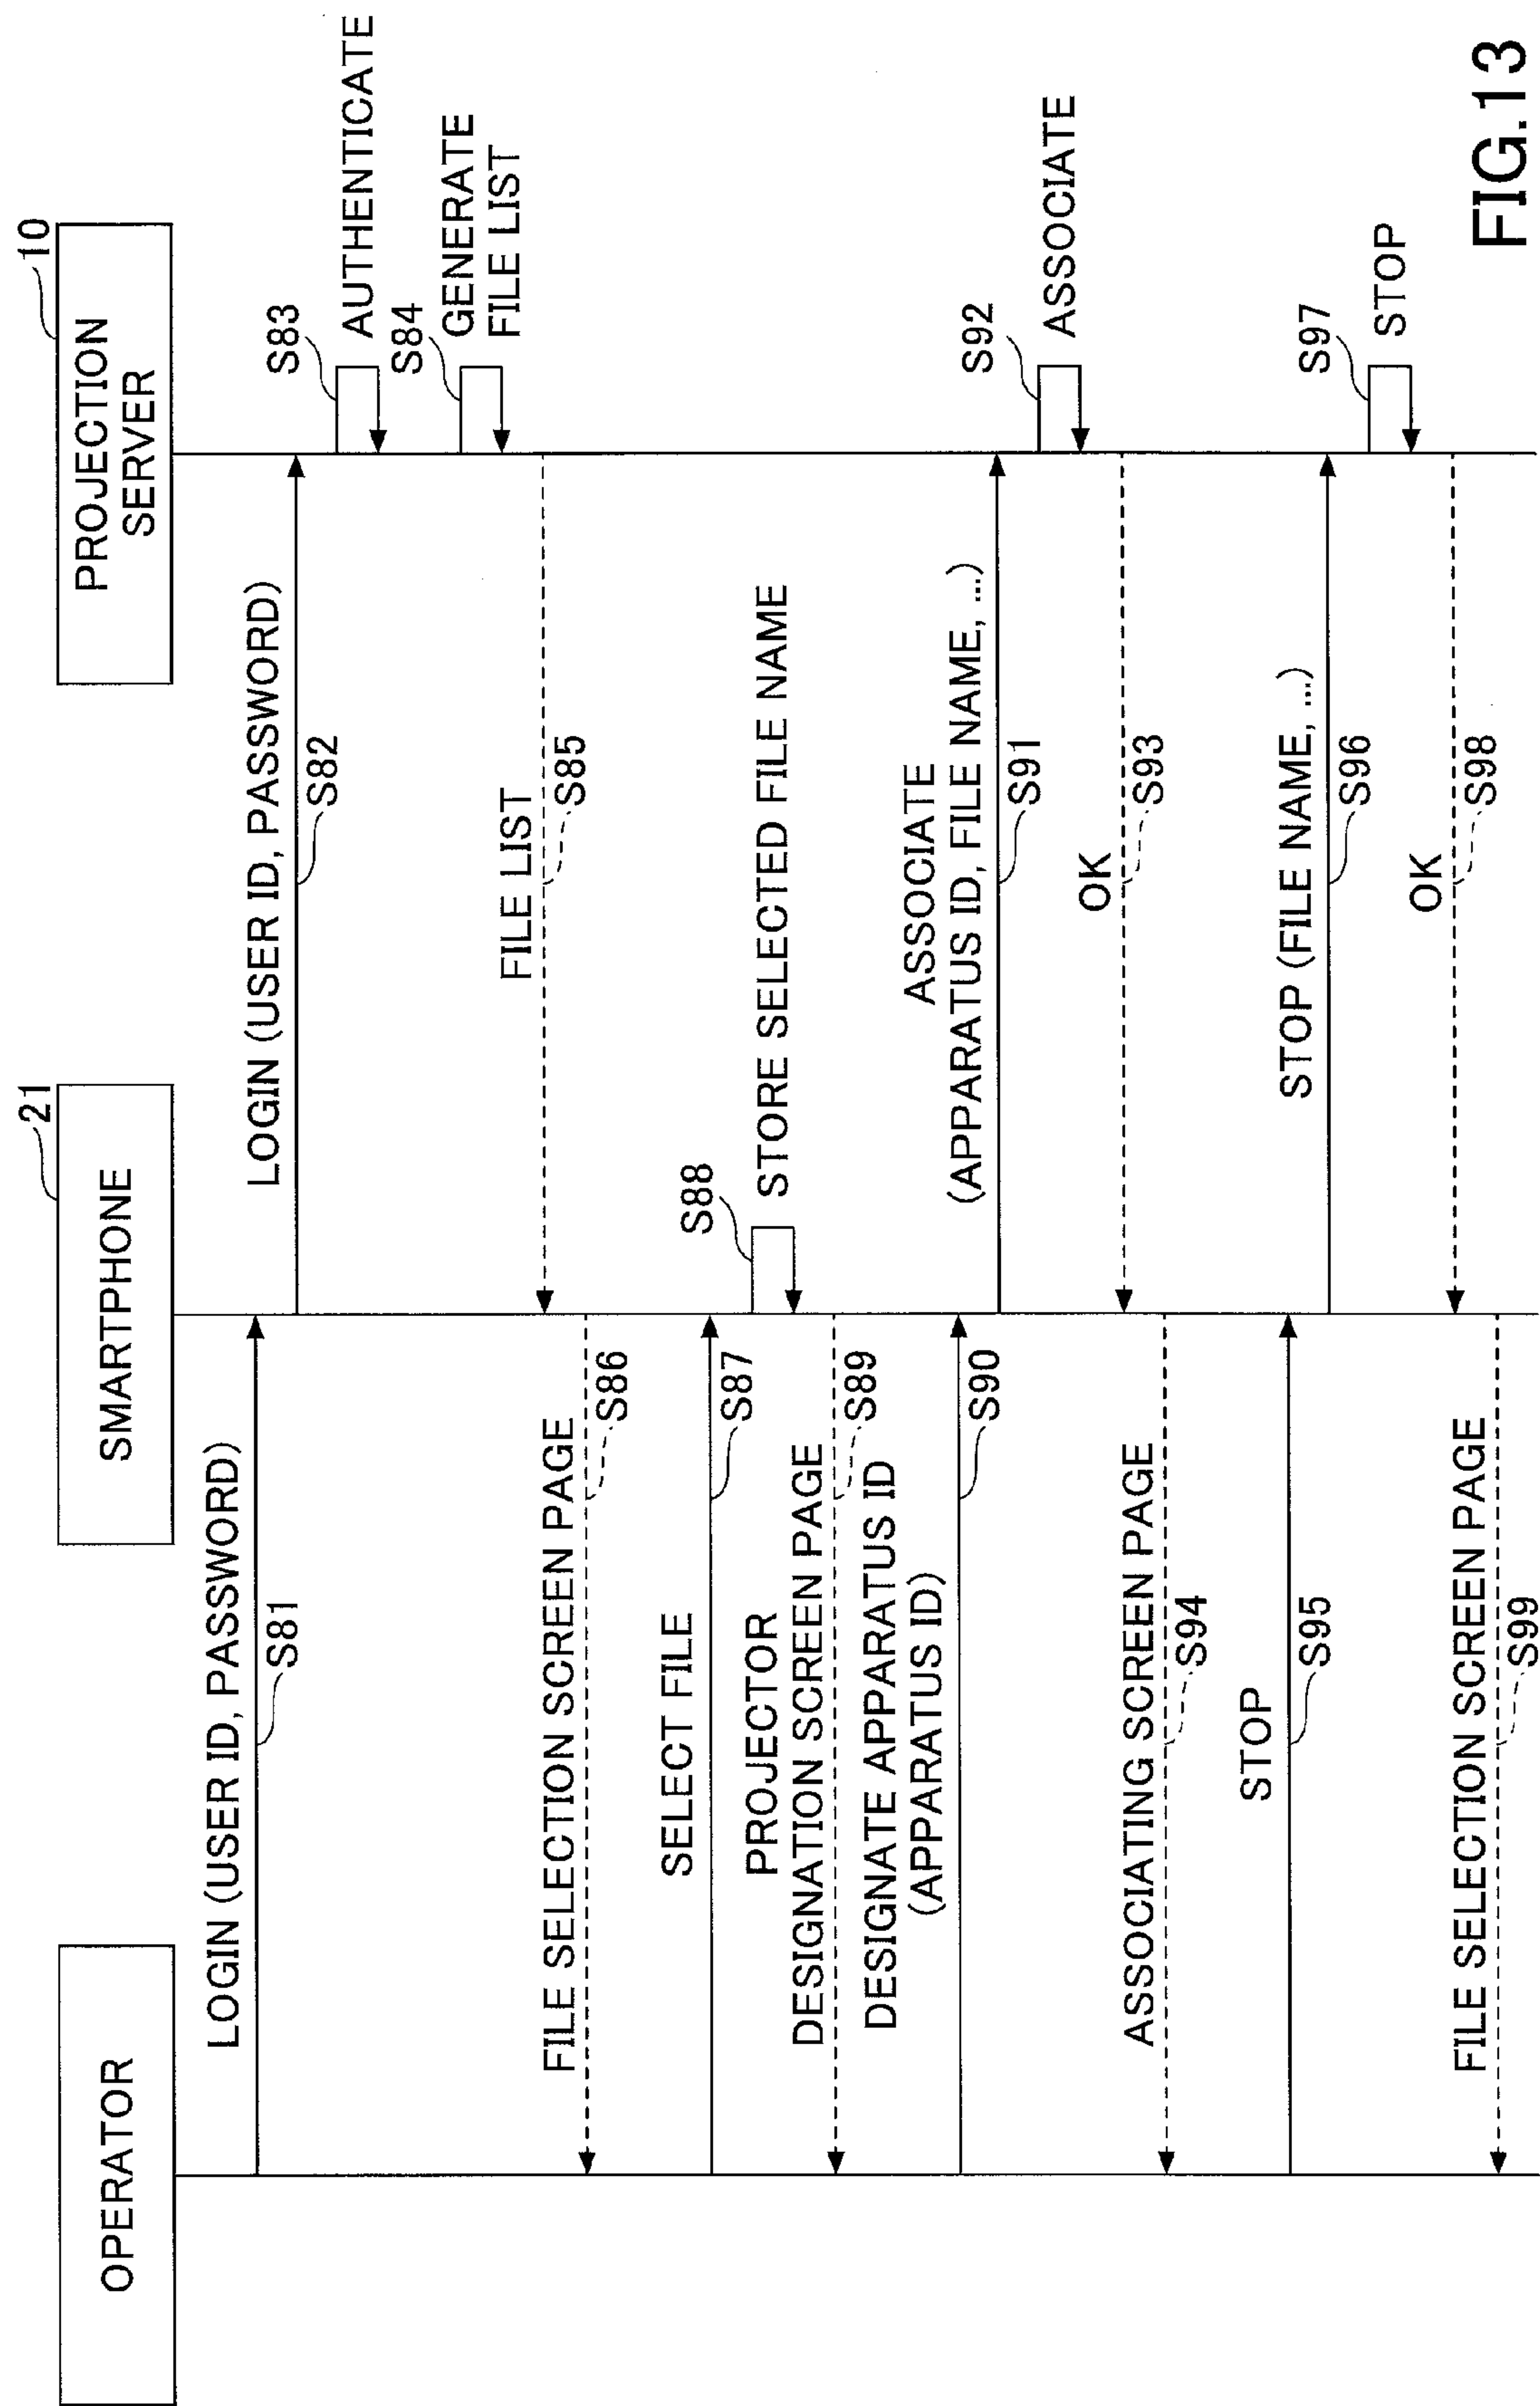 OPERATOR
SMARTPHONE
21
PROJECTION
SERVER
10
LOGIN (USER ID, PASSWORD)
S81
LOGIN (USER ID, PASSWORD)
S82
S83
AUTHENTICATE
S84
GENERATE
FILE LIST
FILE LIST
S85
FILE SELECTION SCREEN PAGE
S86
SELECT FILE
S87
S88
STORE SELECTED FILE NAME
PROJECTOR
DESIGNATION SCREEN PAGE
S89
DESIGNATE APPARATUS ID
(APPARATUS ID)
S90
ASSOCIATE
(APPARATUS ID, FILE NAME, ...)
S91
S92
ASSOCIATE
OK
S93
ASSOCIATING SCREEN PAGE
S94
STOP
S95
STOP (FILE NAME, ...)
S96
S97
STOP
OK
S98
FILE SELECTION SCREEN PAGE
S99
FIG.13